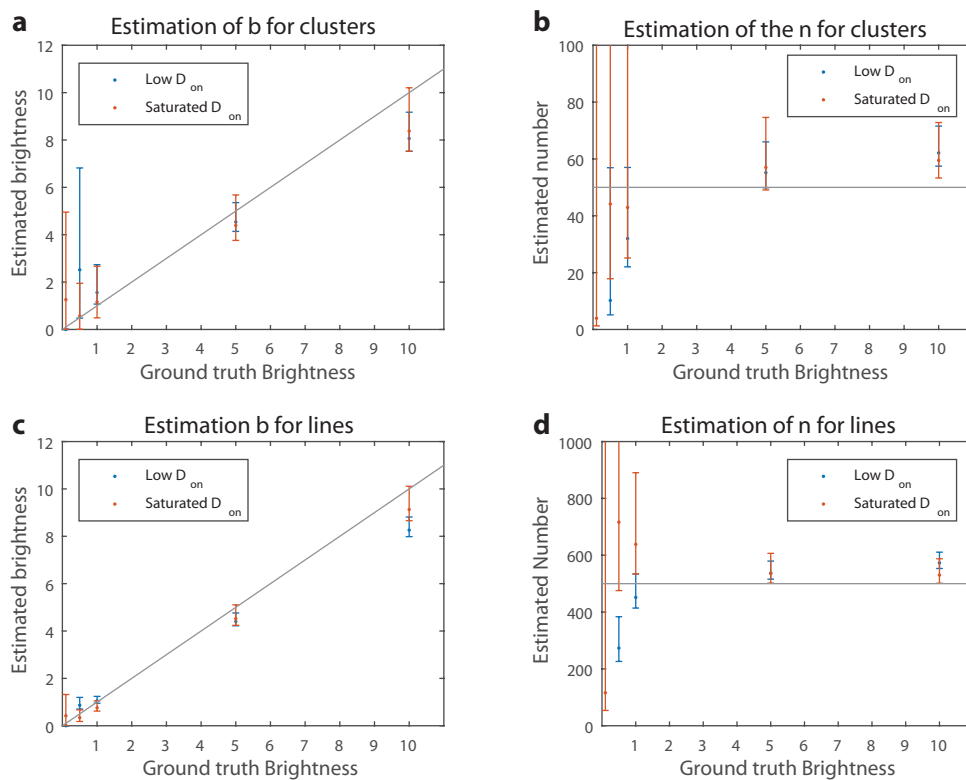 a
Estimation of b for clusters
12
10
8
6
4
2
0
Estimated brightness
Low D on
Saturated D on
1 2 3 4 5 6 7 8 9 10
Ground truth Brightness
b
Estimation of the n for clusters
100
80
60
40
20
0
Estimated number
Low D on
Saturated D on
1 2 3 4 5 6 7 8 9 10
Ground truth Brightness
c
Estimation b for lines
12
10
8
6
4
2
0
Estimated brightness
Low D on
Saturated D on
1 2 3 4 5 6 7 8 9 10
Ground truth Brightness
d
Estimation of n for lines
1000
800
600
400
200
0
Estimated Number
Low D on
Saturated D on
1 2 3 4 5 6 7 8 9 10
Ground truth Brightness